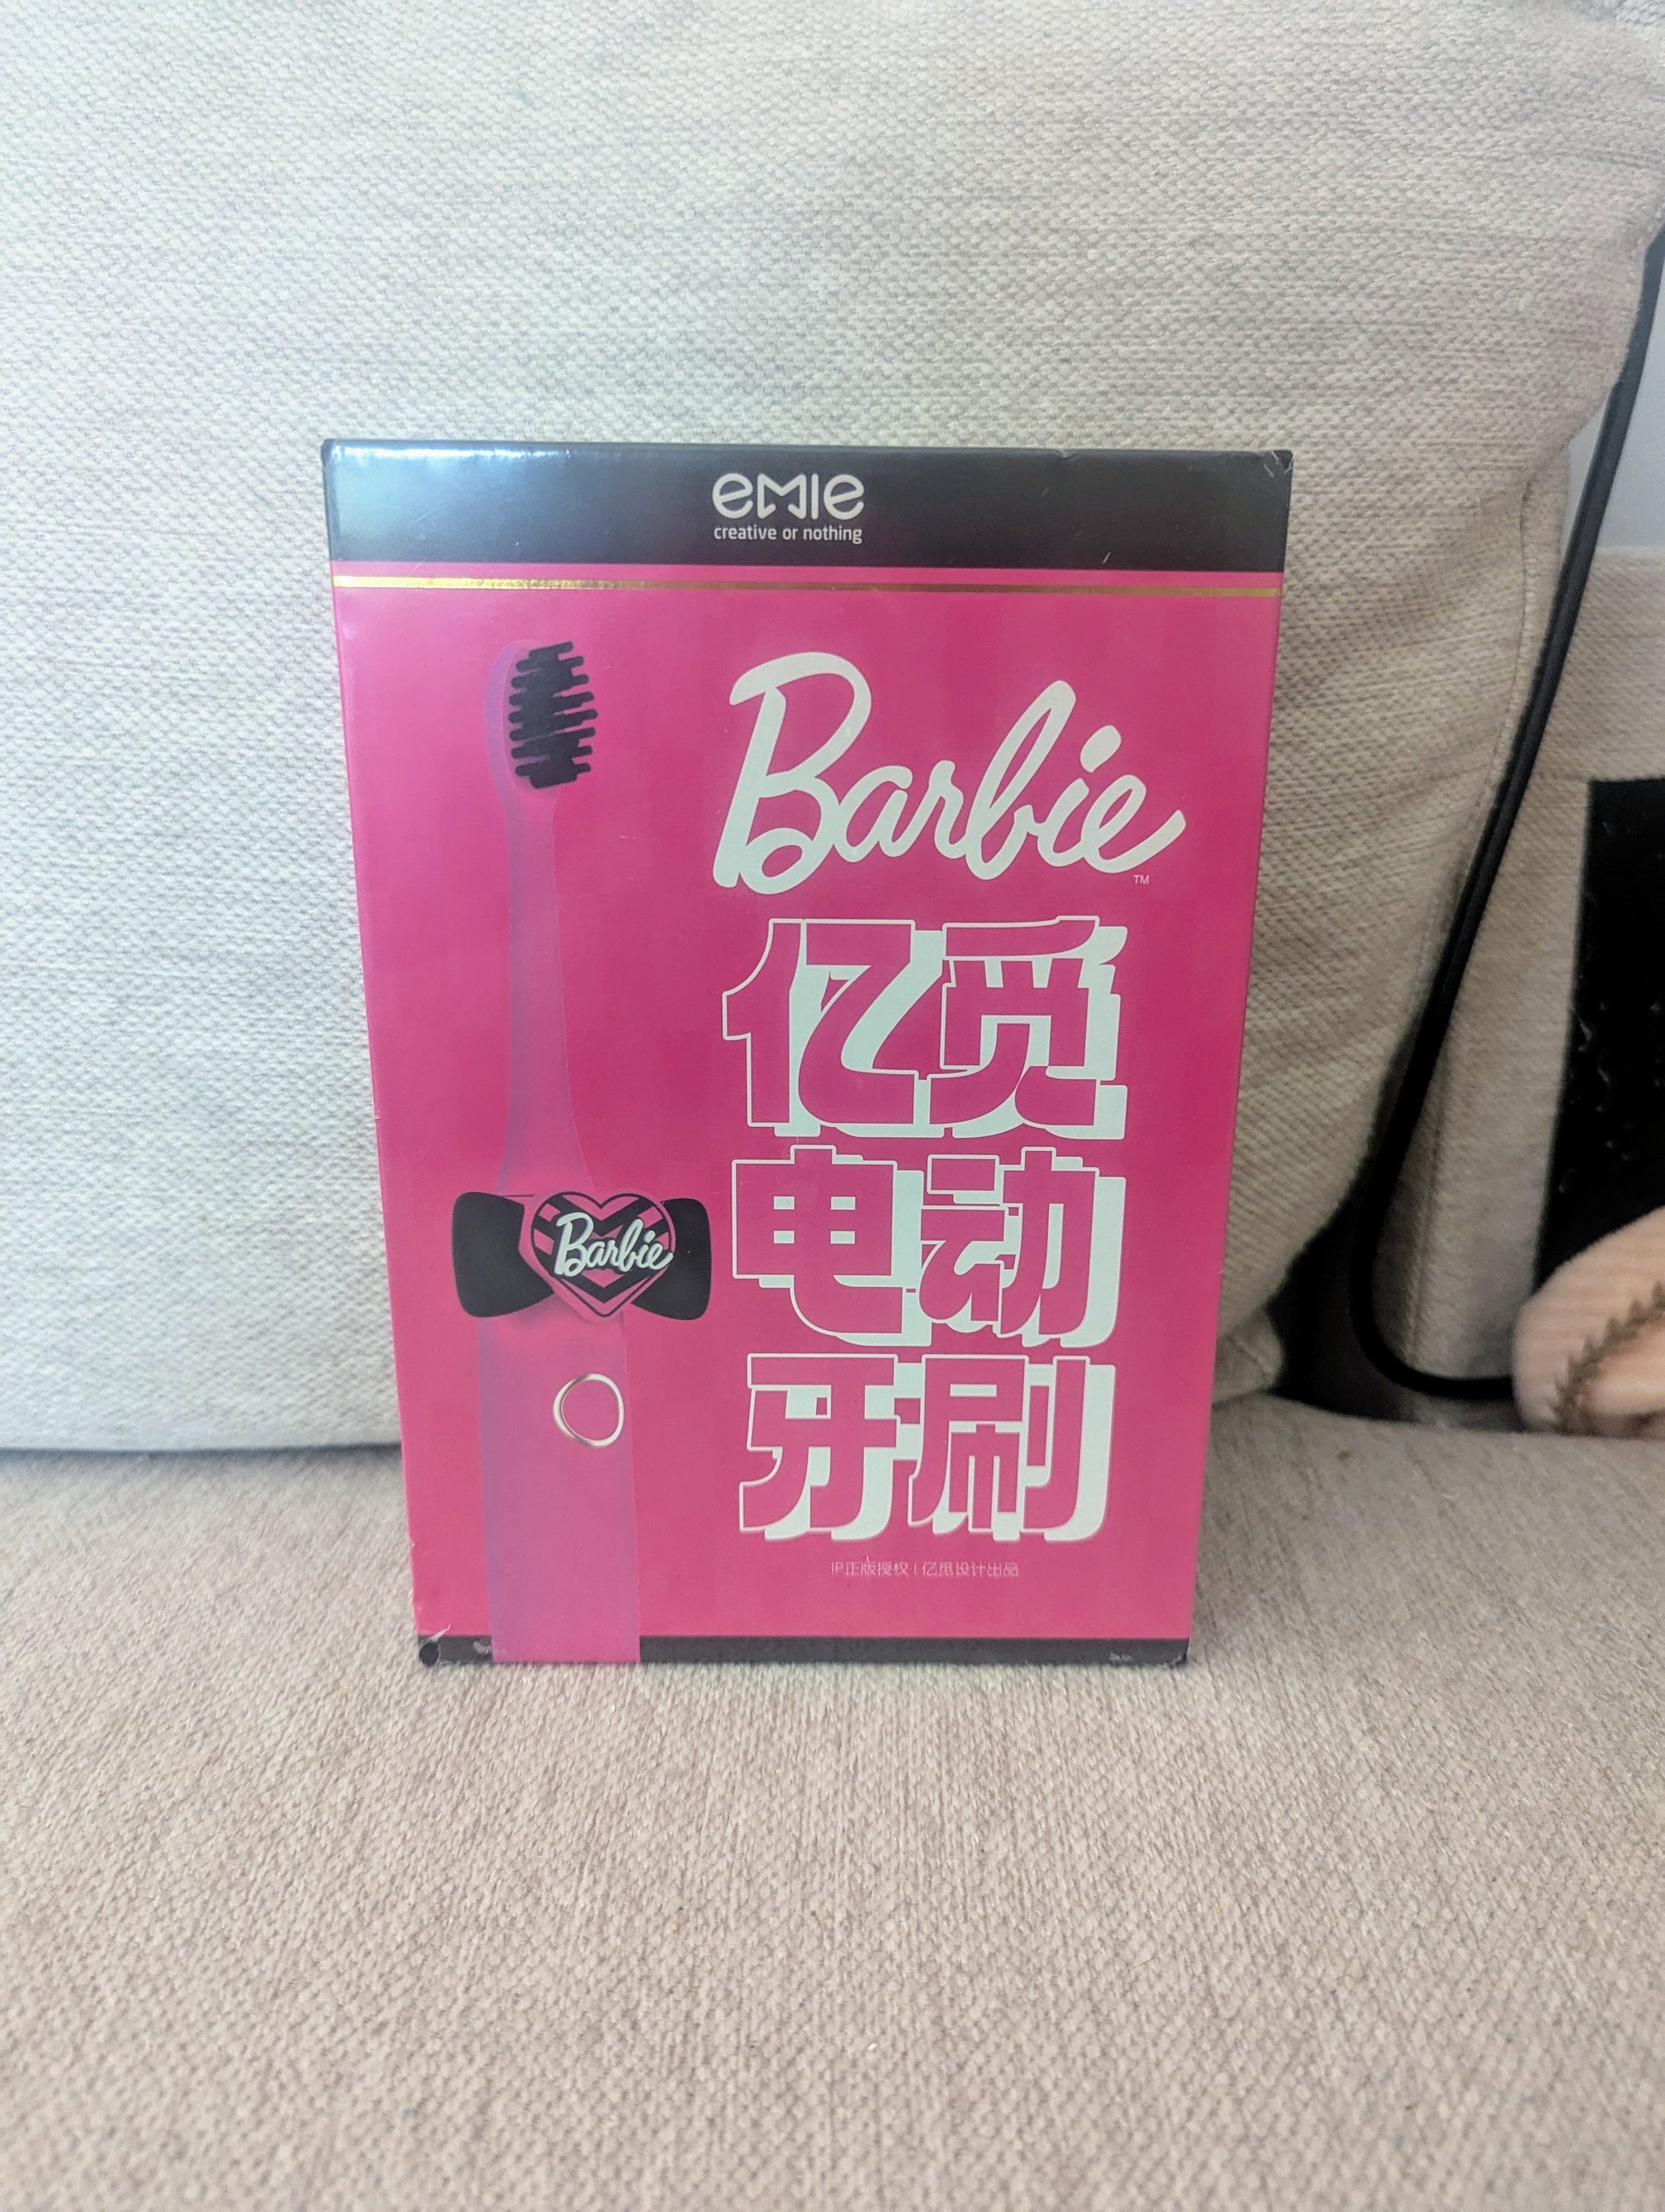 emie
creative or nothing
Barbie
TM
亿觅
电动
牙刷
Barbie
IP正版授权 | 亿觅设计出品